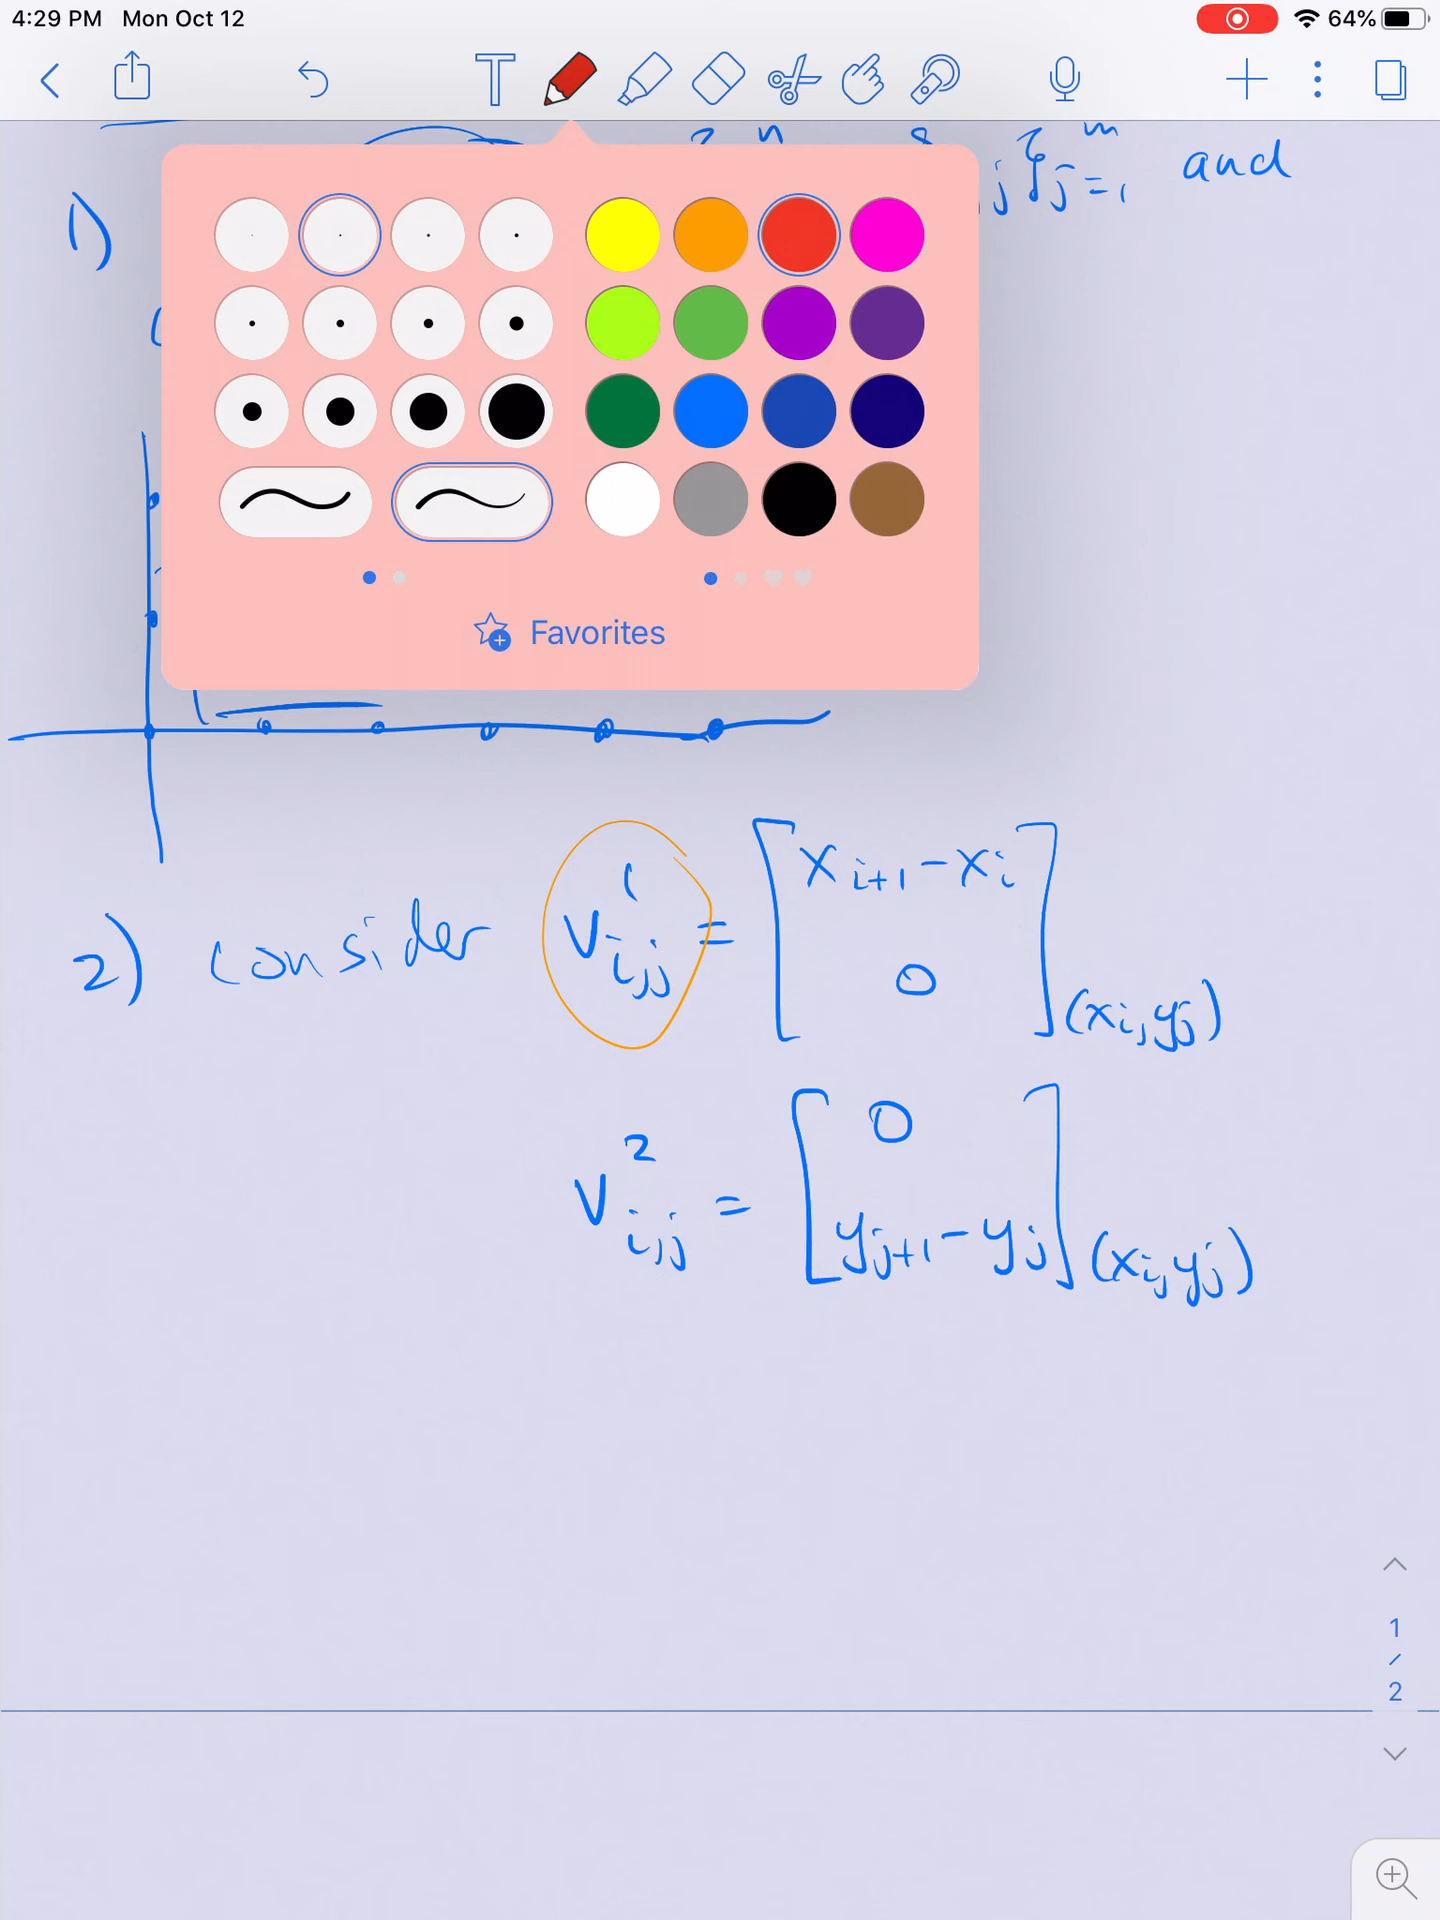 4:29 PM Mon Oct 12 64%
T
n m
j}j=1 and
1)
Favorites
2) consider v¹i,j = [xi+1 - xi
0](xi,yj)
v²i,j = [0
yj+1 - yj](xi,yj)
1
/
2